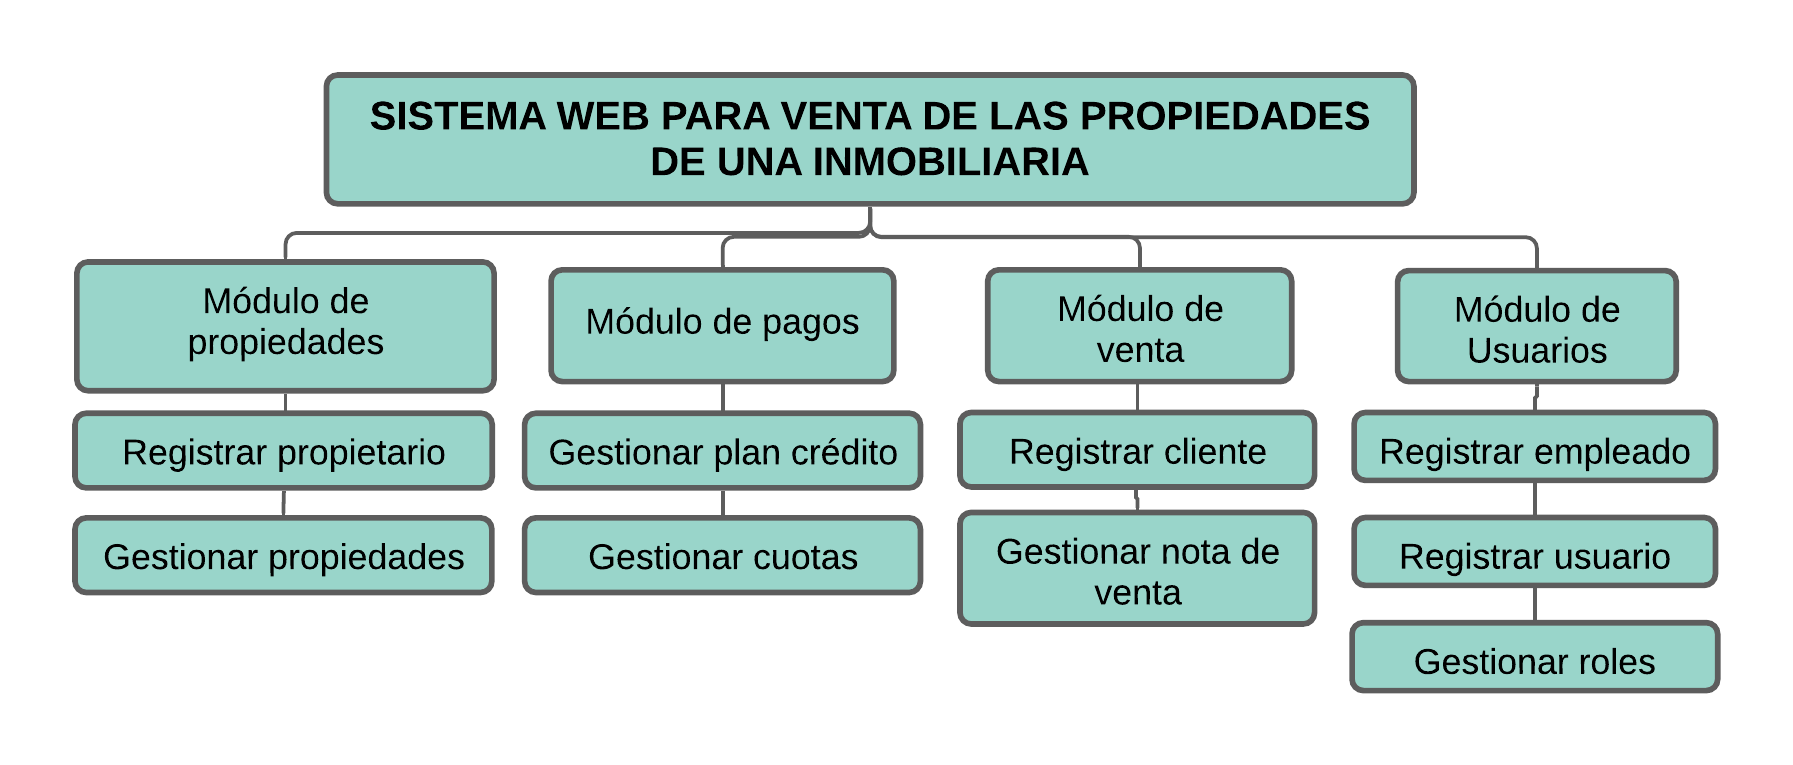 SISTEMA WEB PARA VENTA DE LAS PROPIEDADES
DE UNA INMOBILIARIA
Módulo de
propiedades
Registrar propietario
Gestionar propiedades
Módulo de pagos
Gestionar plan crédito
Gestionar cuotas
Módulo de
venta
Registrar cliente
Gestionar nota de
venta
Módulo de
Usuarios
Registrar empleado
Registrar usuario
Gestionar roles